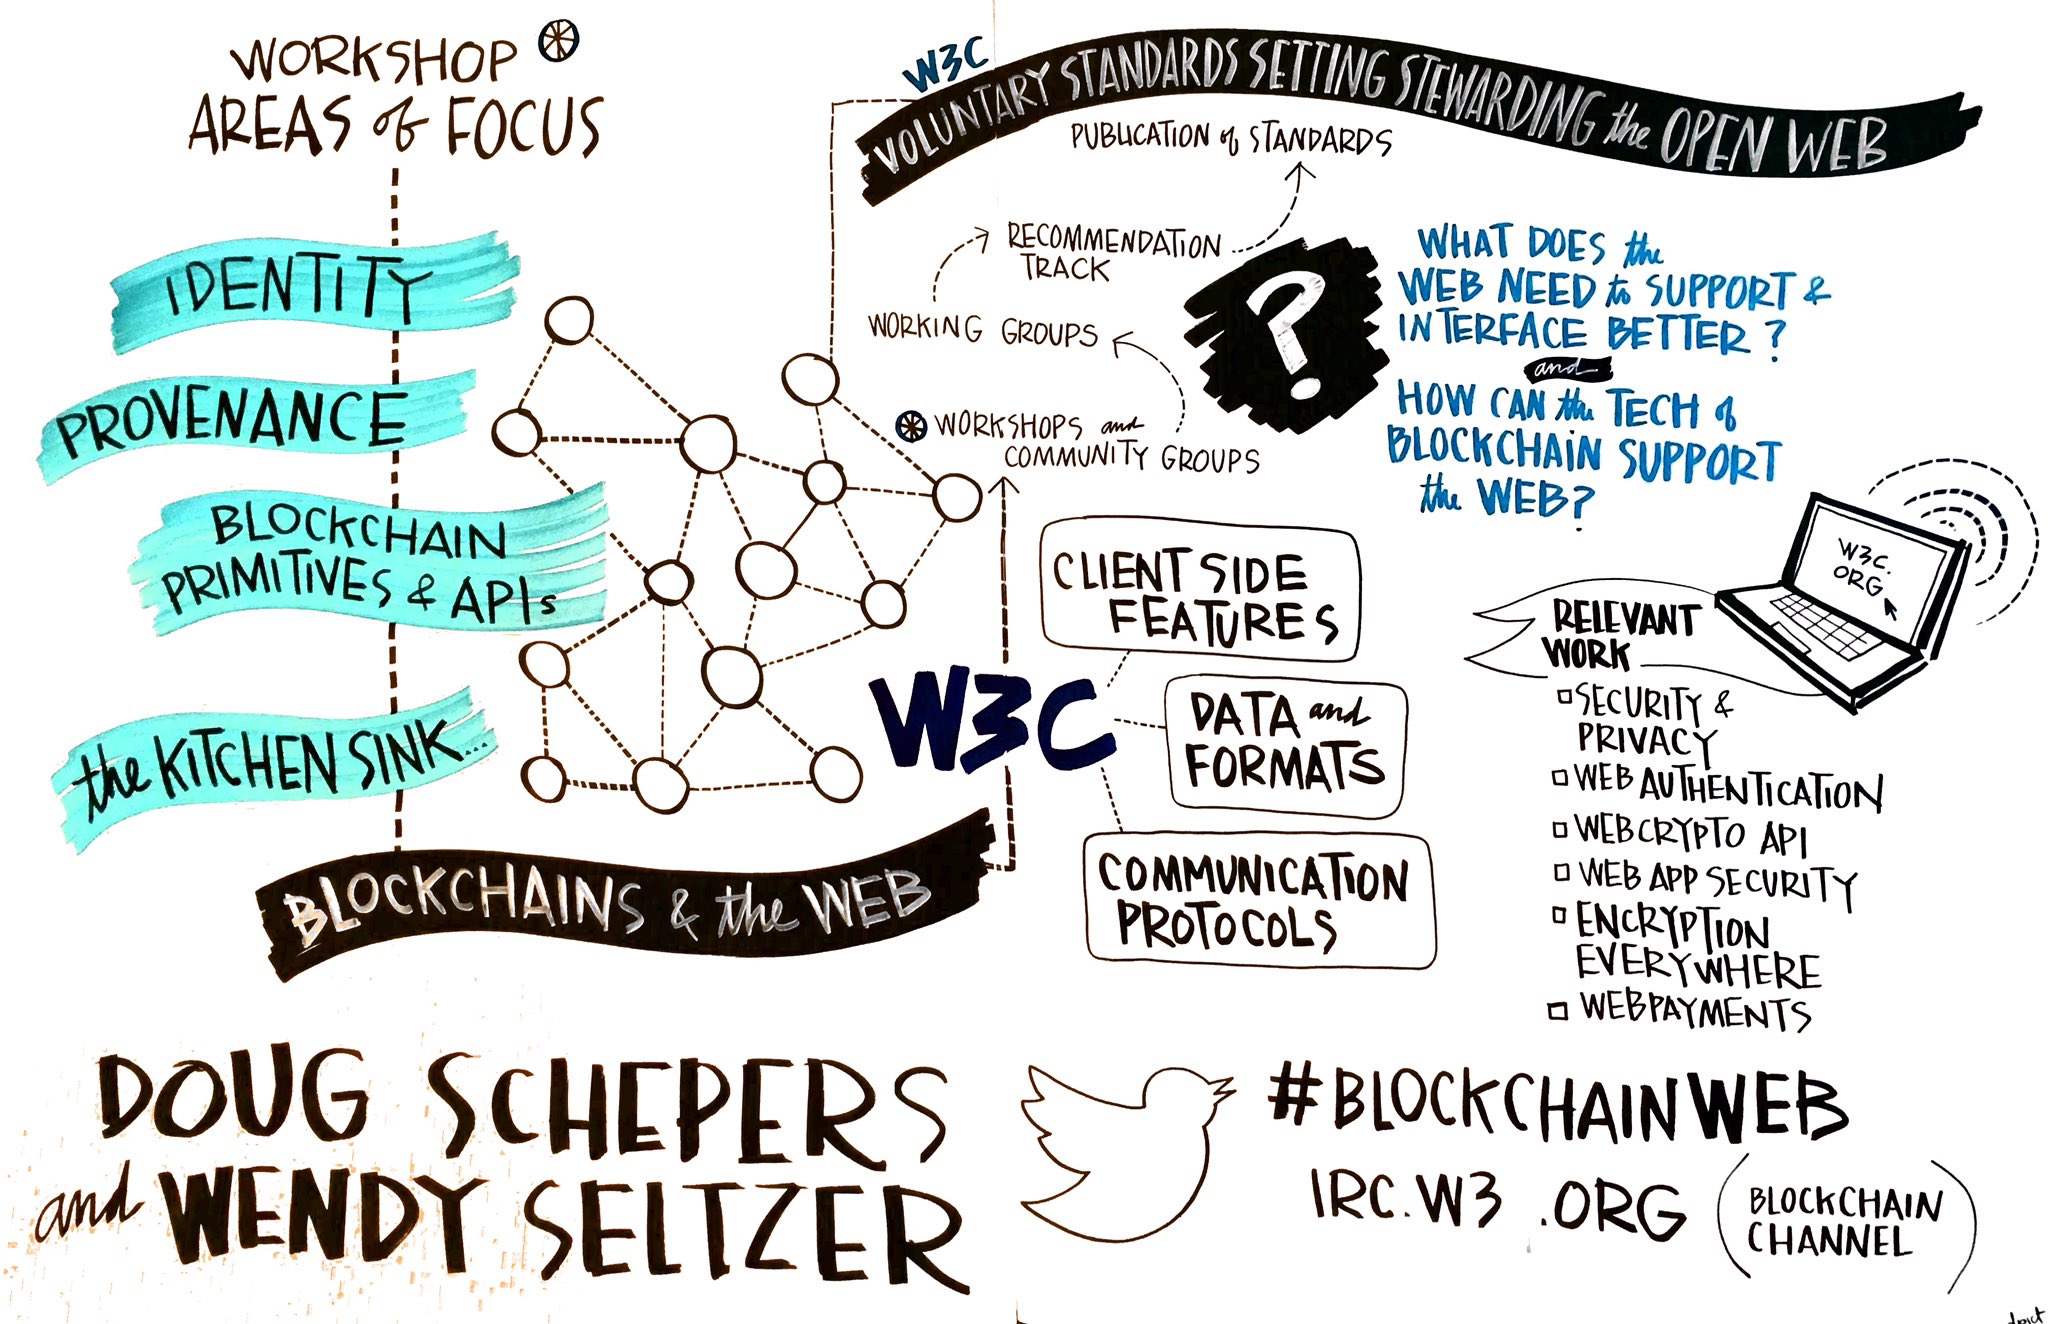 WORKSHOP
AREAS of FOCUS
IDENTITY
PROVENANCE
BLOCKCHAIN
PRIMITIVES & APIs
the KITCHEN SINK...
BLOCKCHAINS & the WEB
W3C
VOLUNTARY STANDARDS SETTING STEWARDING the OPEN WEB
PUBLICATION of STANDARDS
RECOMMENDATION
TRACK
WORKING GROUPS
WORKSHOPS and
COMMUNITY GROUPS
?
WHAT DOES the
WEB NEED to SUPPORT &
INTERFACE BETTER?
and
HOW CAN the TECH of
BLOCKCHAIN SUPPORT
the WEB?
W3C
CLIENT SIDE
FEATURES
DATA and
FORMATS
COMMUNICATION
PROTOCOLS
W3C.
ORG
RELEVANT
WORK
SECURITY &
PRIVACY
WEB AUTHENTICATION
WEBCRYPTO API
WEB APP SECURITY
ENCRYPTION
EVERYWHERE
WEBPAYMENTS
DOUG SCHEPERS
and WENDY SELTZER
#BLOCKCHAINWEB
IRC.W3.ORG (BLOCKCHAIN
CHANNEL)